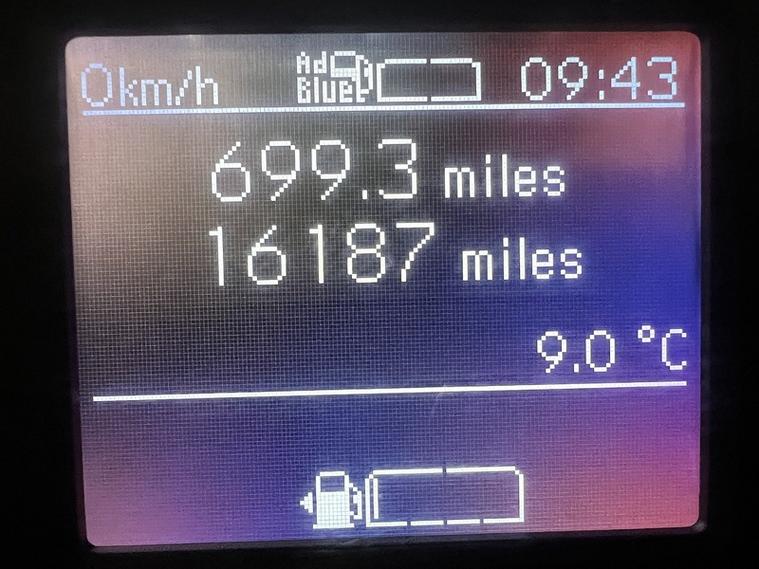 0km/h Ad Blue 09:43
699.3 miles
16187 miles
9.0 °C